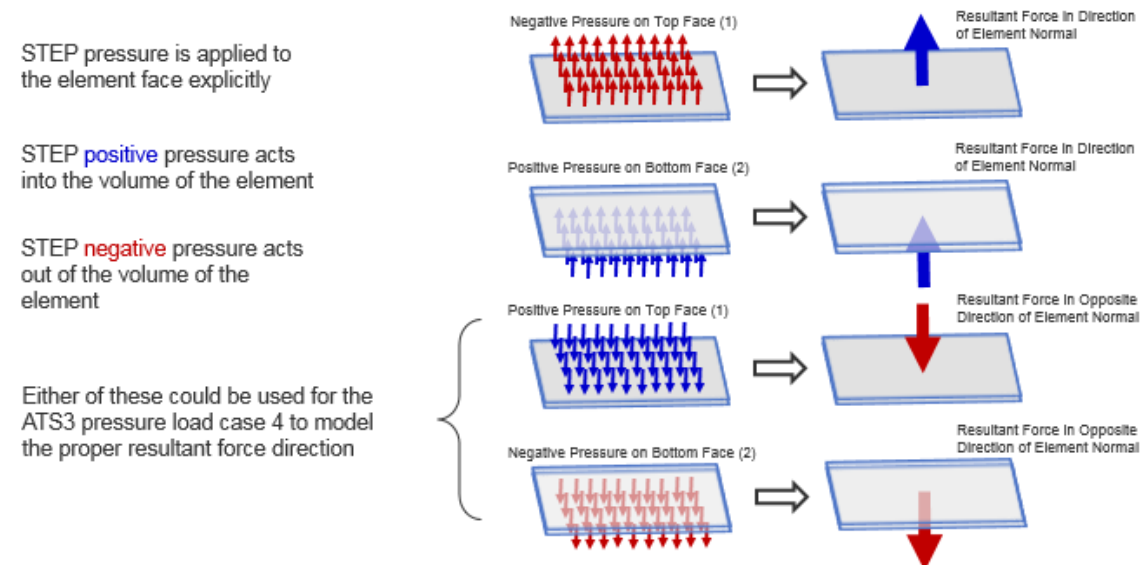 STEP pressure is applied to
the element face explicitly
STEP positive pressure acts
into the volume of the element
STEP negative pressure acts
out of the volume of the
element
Either of these could be used for the
ATS3 pressure load case 4 to model
the proper resultant force direction
Negative Pressure on Top Face (1)
Resultant Force in Direction
of Element Normal
Positive Pressure on Bottom Face (2)
Resultant Force in Direction
of Element Normal
Positive Pressure on Top Face (1)
Resultant Force in Opposite
Direction of Element Normal
Negative Pressure on Bottom Face (2)
Resultant Force in Opposite
Direction of Element Normal